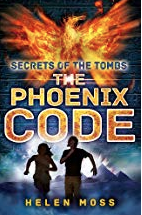 SECRETS OF THE TOMBS
THE
PHOENIX
CODE
HELEN MOSS